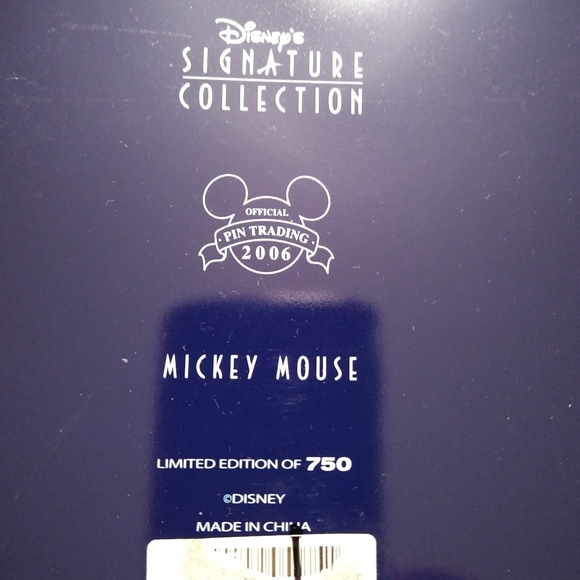 Disney's
SIGNATURE
COLLECTION
OFFICIAL
PIN TRADING
2006
MICKEY MOUSE
LIMITED EDITION OF 750
©DISNEY
MADE IN CHINA